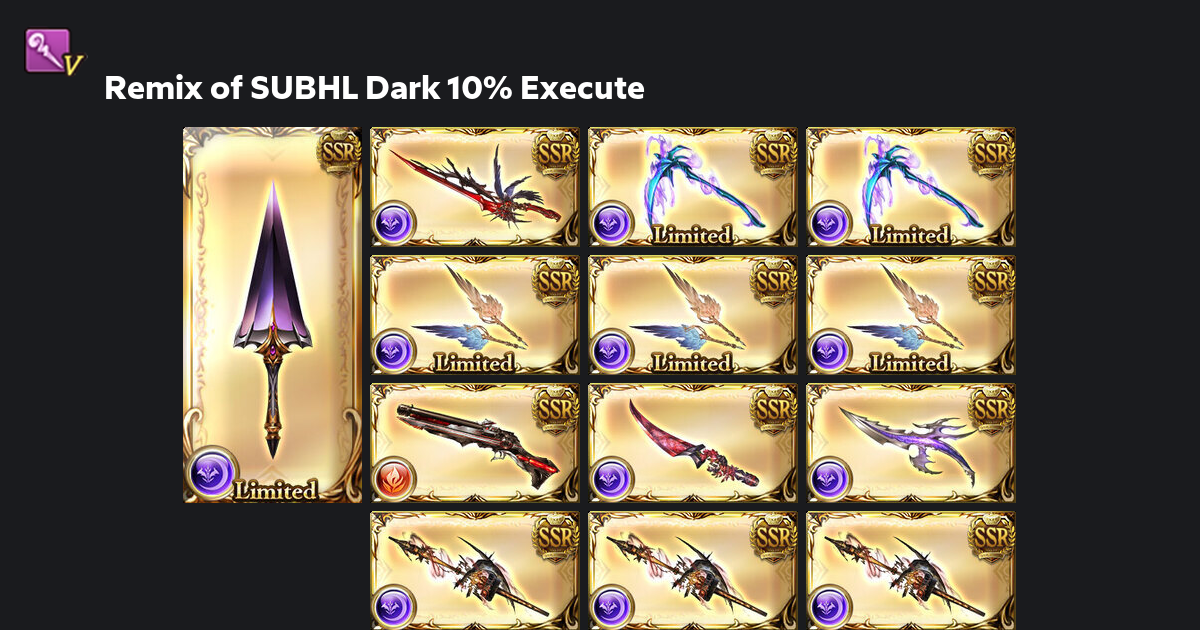 V
Remix of SUBHL Dark 10% Execute
SSR SSR SSR SSR
Limited Limited
SSR SSR SSR
Limited Limited Limited
SSR SSR SSR
Limited
SSR SSR SSR